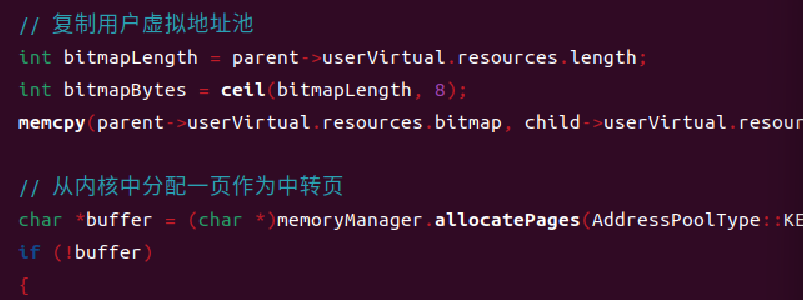 // 复制用户虚拟地址池
int bitmapLength = parent->userVirtual.resources.length;
int bitmapBytes = ceil(bitmapLength, 8);
memcpy(parent->userVirtual.resources.bitmap, child->userVirtual.resour
// 从内核中分配一页作为中转页
char *buffer = (char *)memoryManager.allocatePages(AddressPoolType::KE
if (!buffer)
{